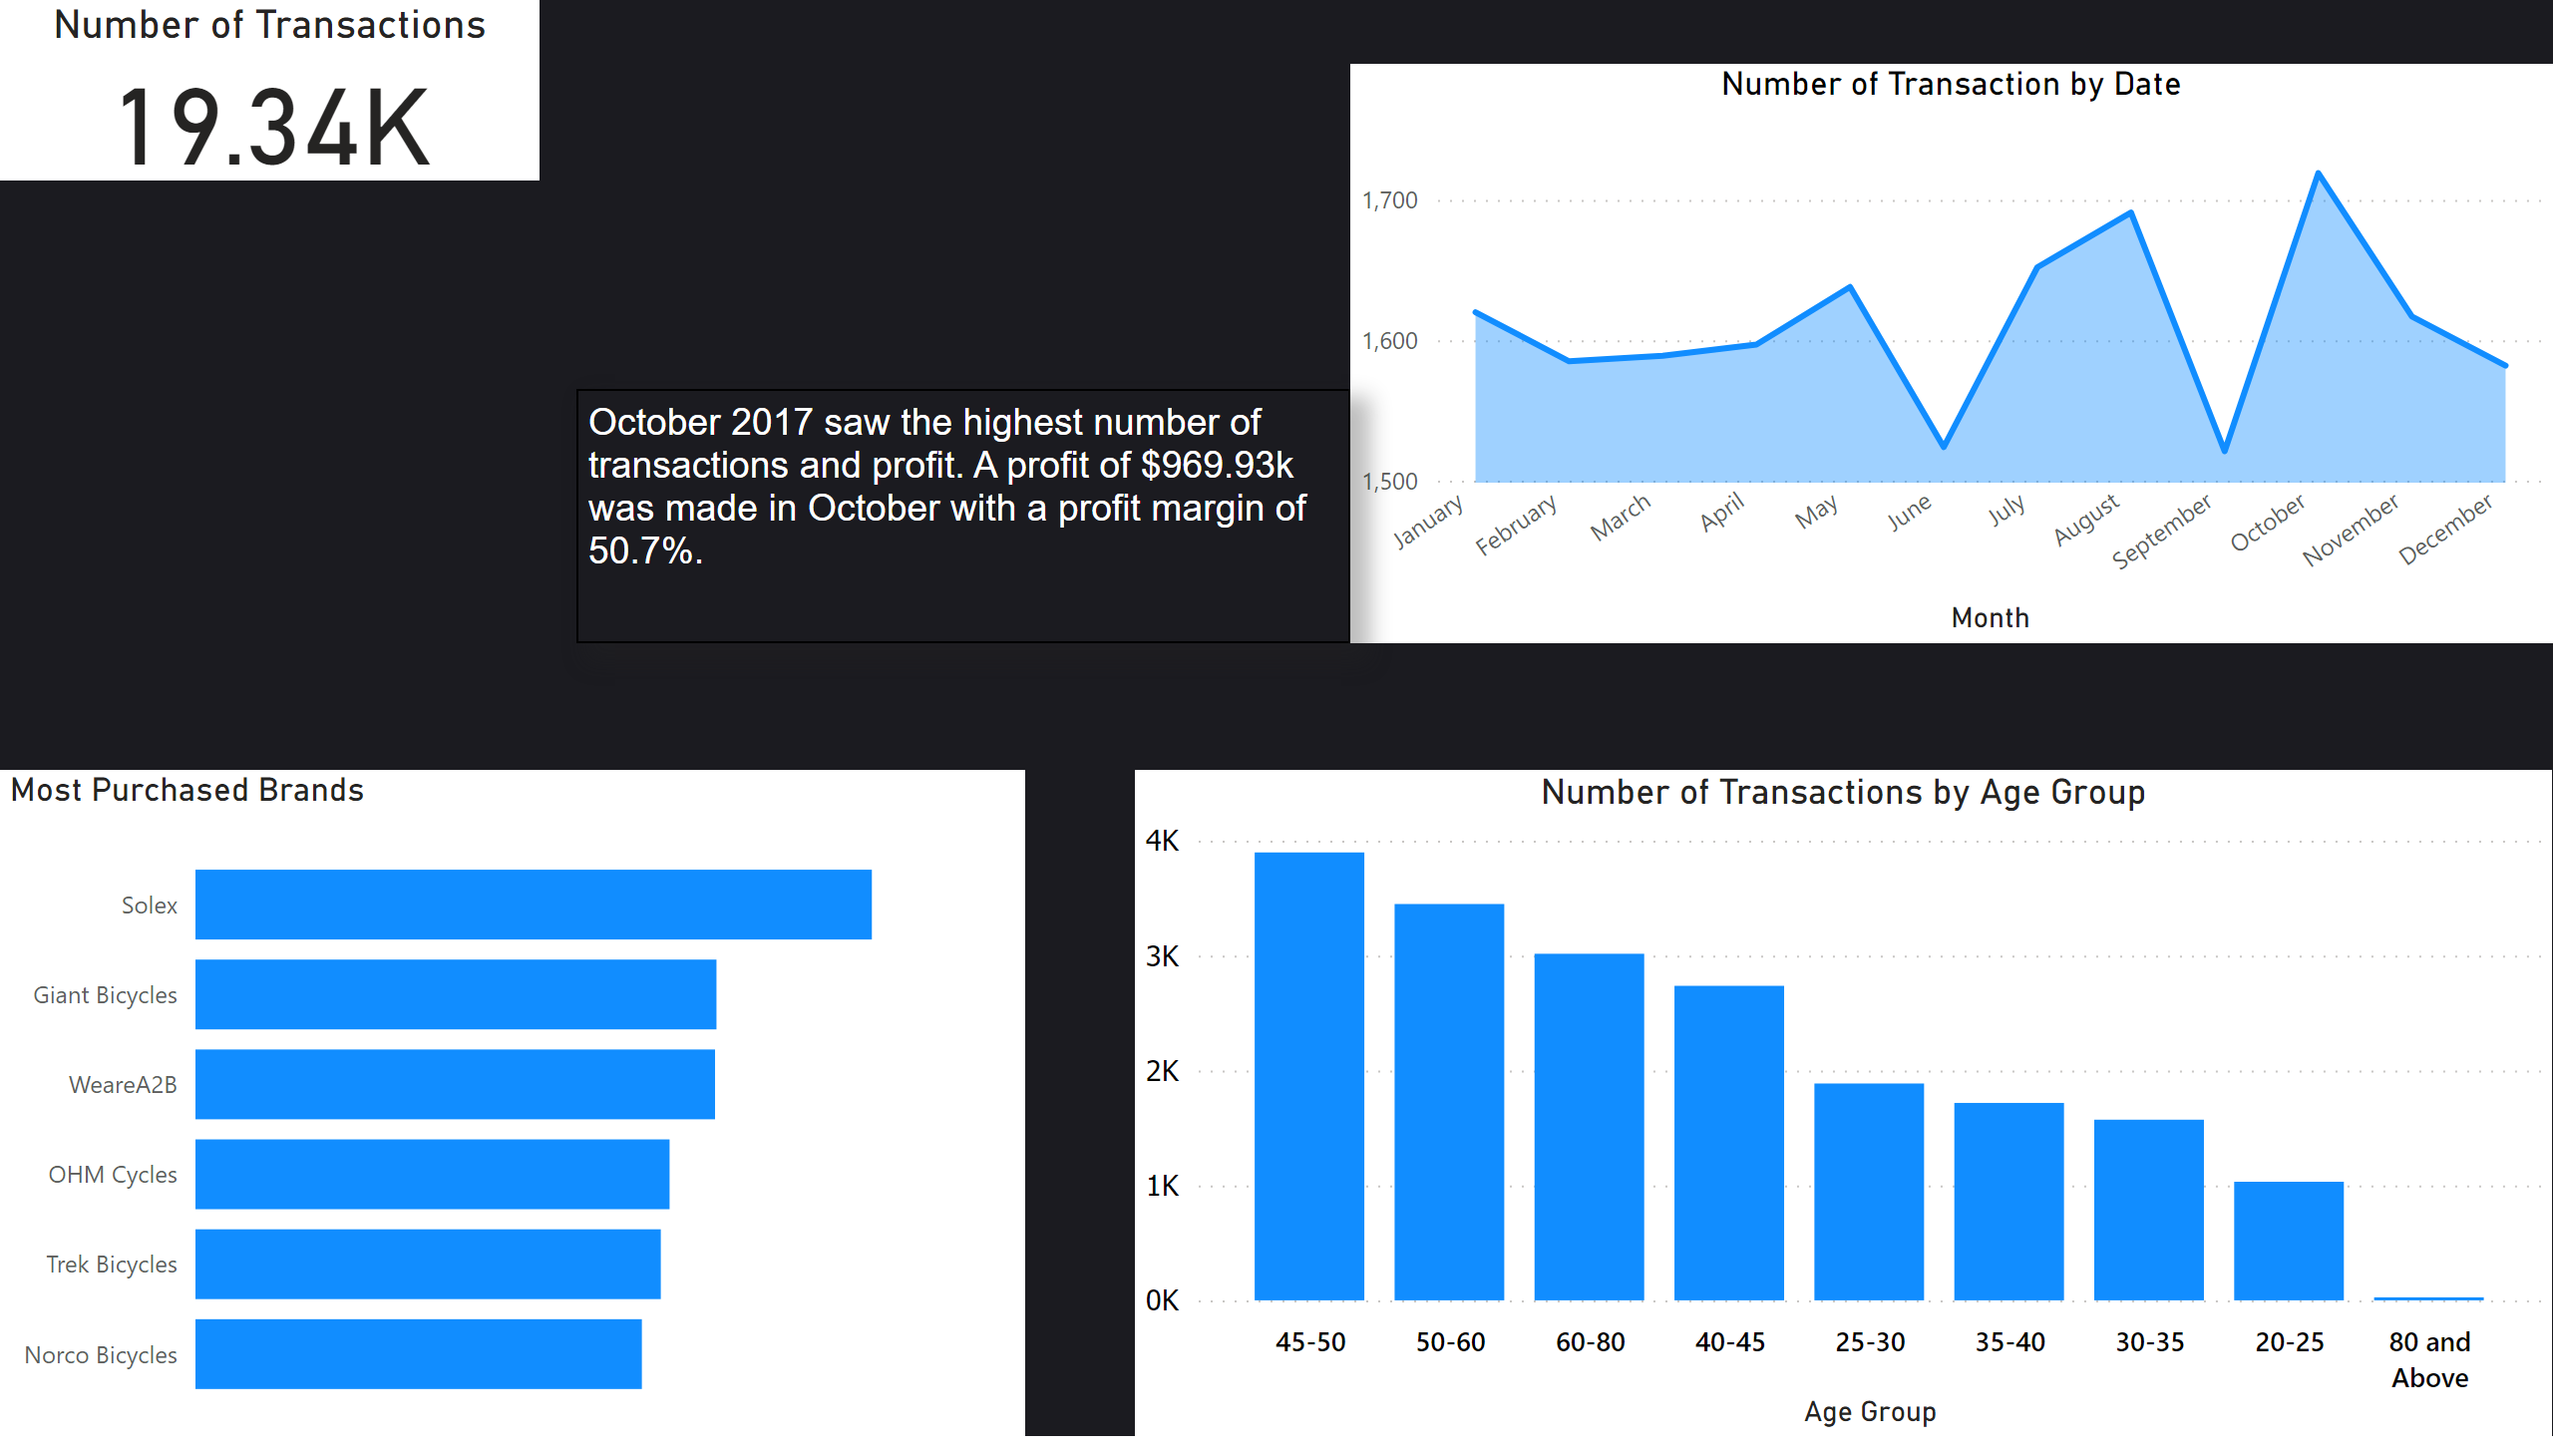 Number of Transactions
19.34K
Number of Transaction by Date
1,700
1,600
1,500
January
February
March
April
May
June
July
August
September
October
November
December
Month
October 2017 saw the highest number of
transactions and profit. A profit of $969.93k
was made in October with a profit margin of
50.7%.
Most Purchased Brands
Solex
Giant Bicycles
WeareA2B
OHM Cycles
Trek Bicycles
Norco Bicycles
Number of Transactions by Age Group
4K
3K
2K
1K
0K
45-50
50-60
60-80
40-45
25-30
35-40
30-35
20-25
80 and
Above
Age Group